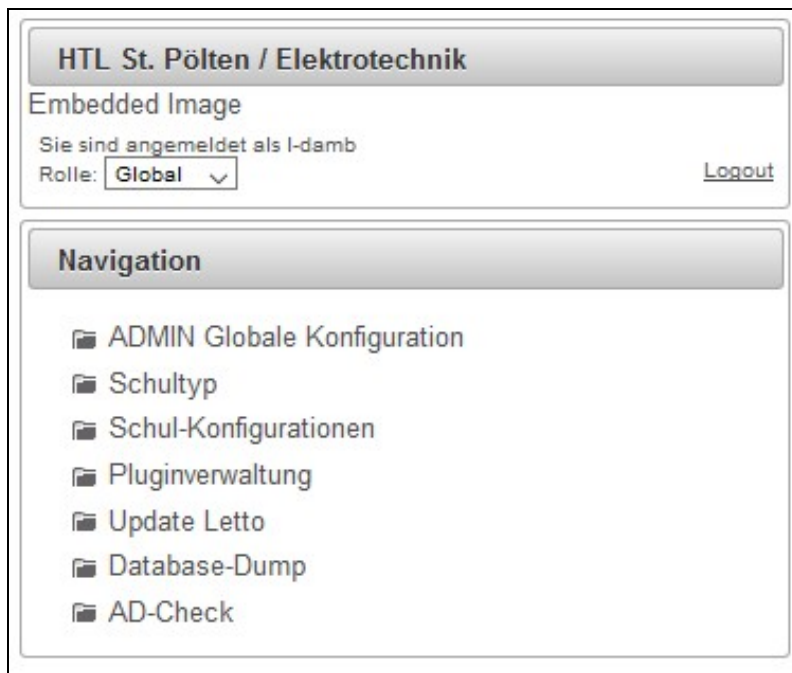 HTL St. Pölten / Elektrotechnik
Embedded Image
Sie sind angemeldet als l-damb
Rolle: Global
Logout
Navigation
ADMIN Globale Konfiguration
Schultyp
Schul-Konfigurationen
Pluginverwaltung
Update Letto
Database-Dump
AD-Check